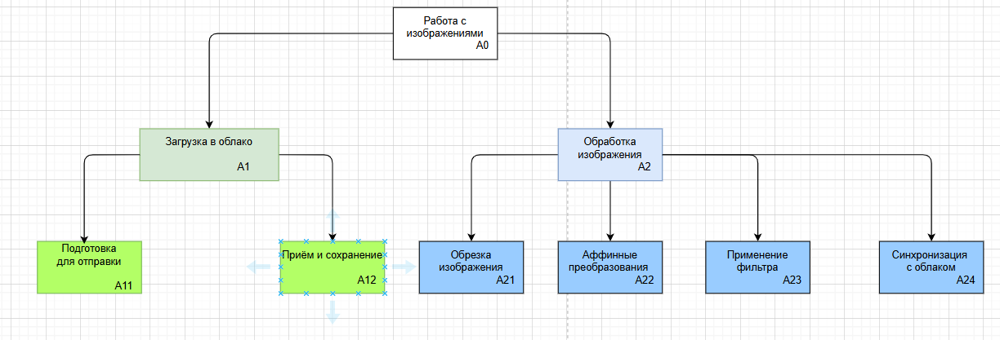 Работа с
изображениями
A0
Загрузка в облако
A1
Обработка
изображения
A2
Подготовка
для отправки
A11
Приём и сохранение
A12
Обрезка
изображения
A21
Аффинные
преобразования
A22
Применение
фильтра
A23
Синхронизация
с облаком
A24